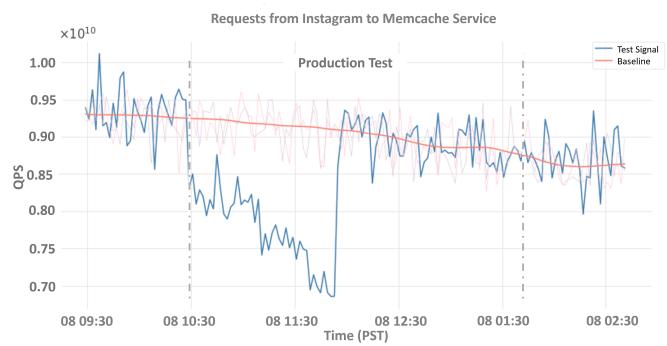 Requests from Instagram to Memcache Service
×10¹⁰
Test Signal
Baseline
Production Test
1.00
0.95
0.90
0.85
0.80
0.75
0.70
QPS
08 09:30 08 10:30 08 11:30 08 12:30 08 01:30 08 02:30
Time (PST)